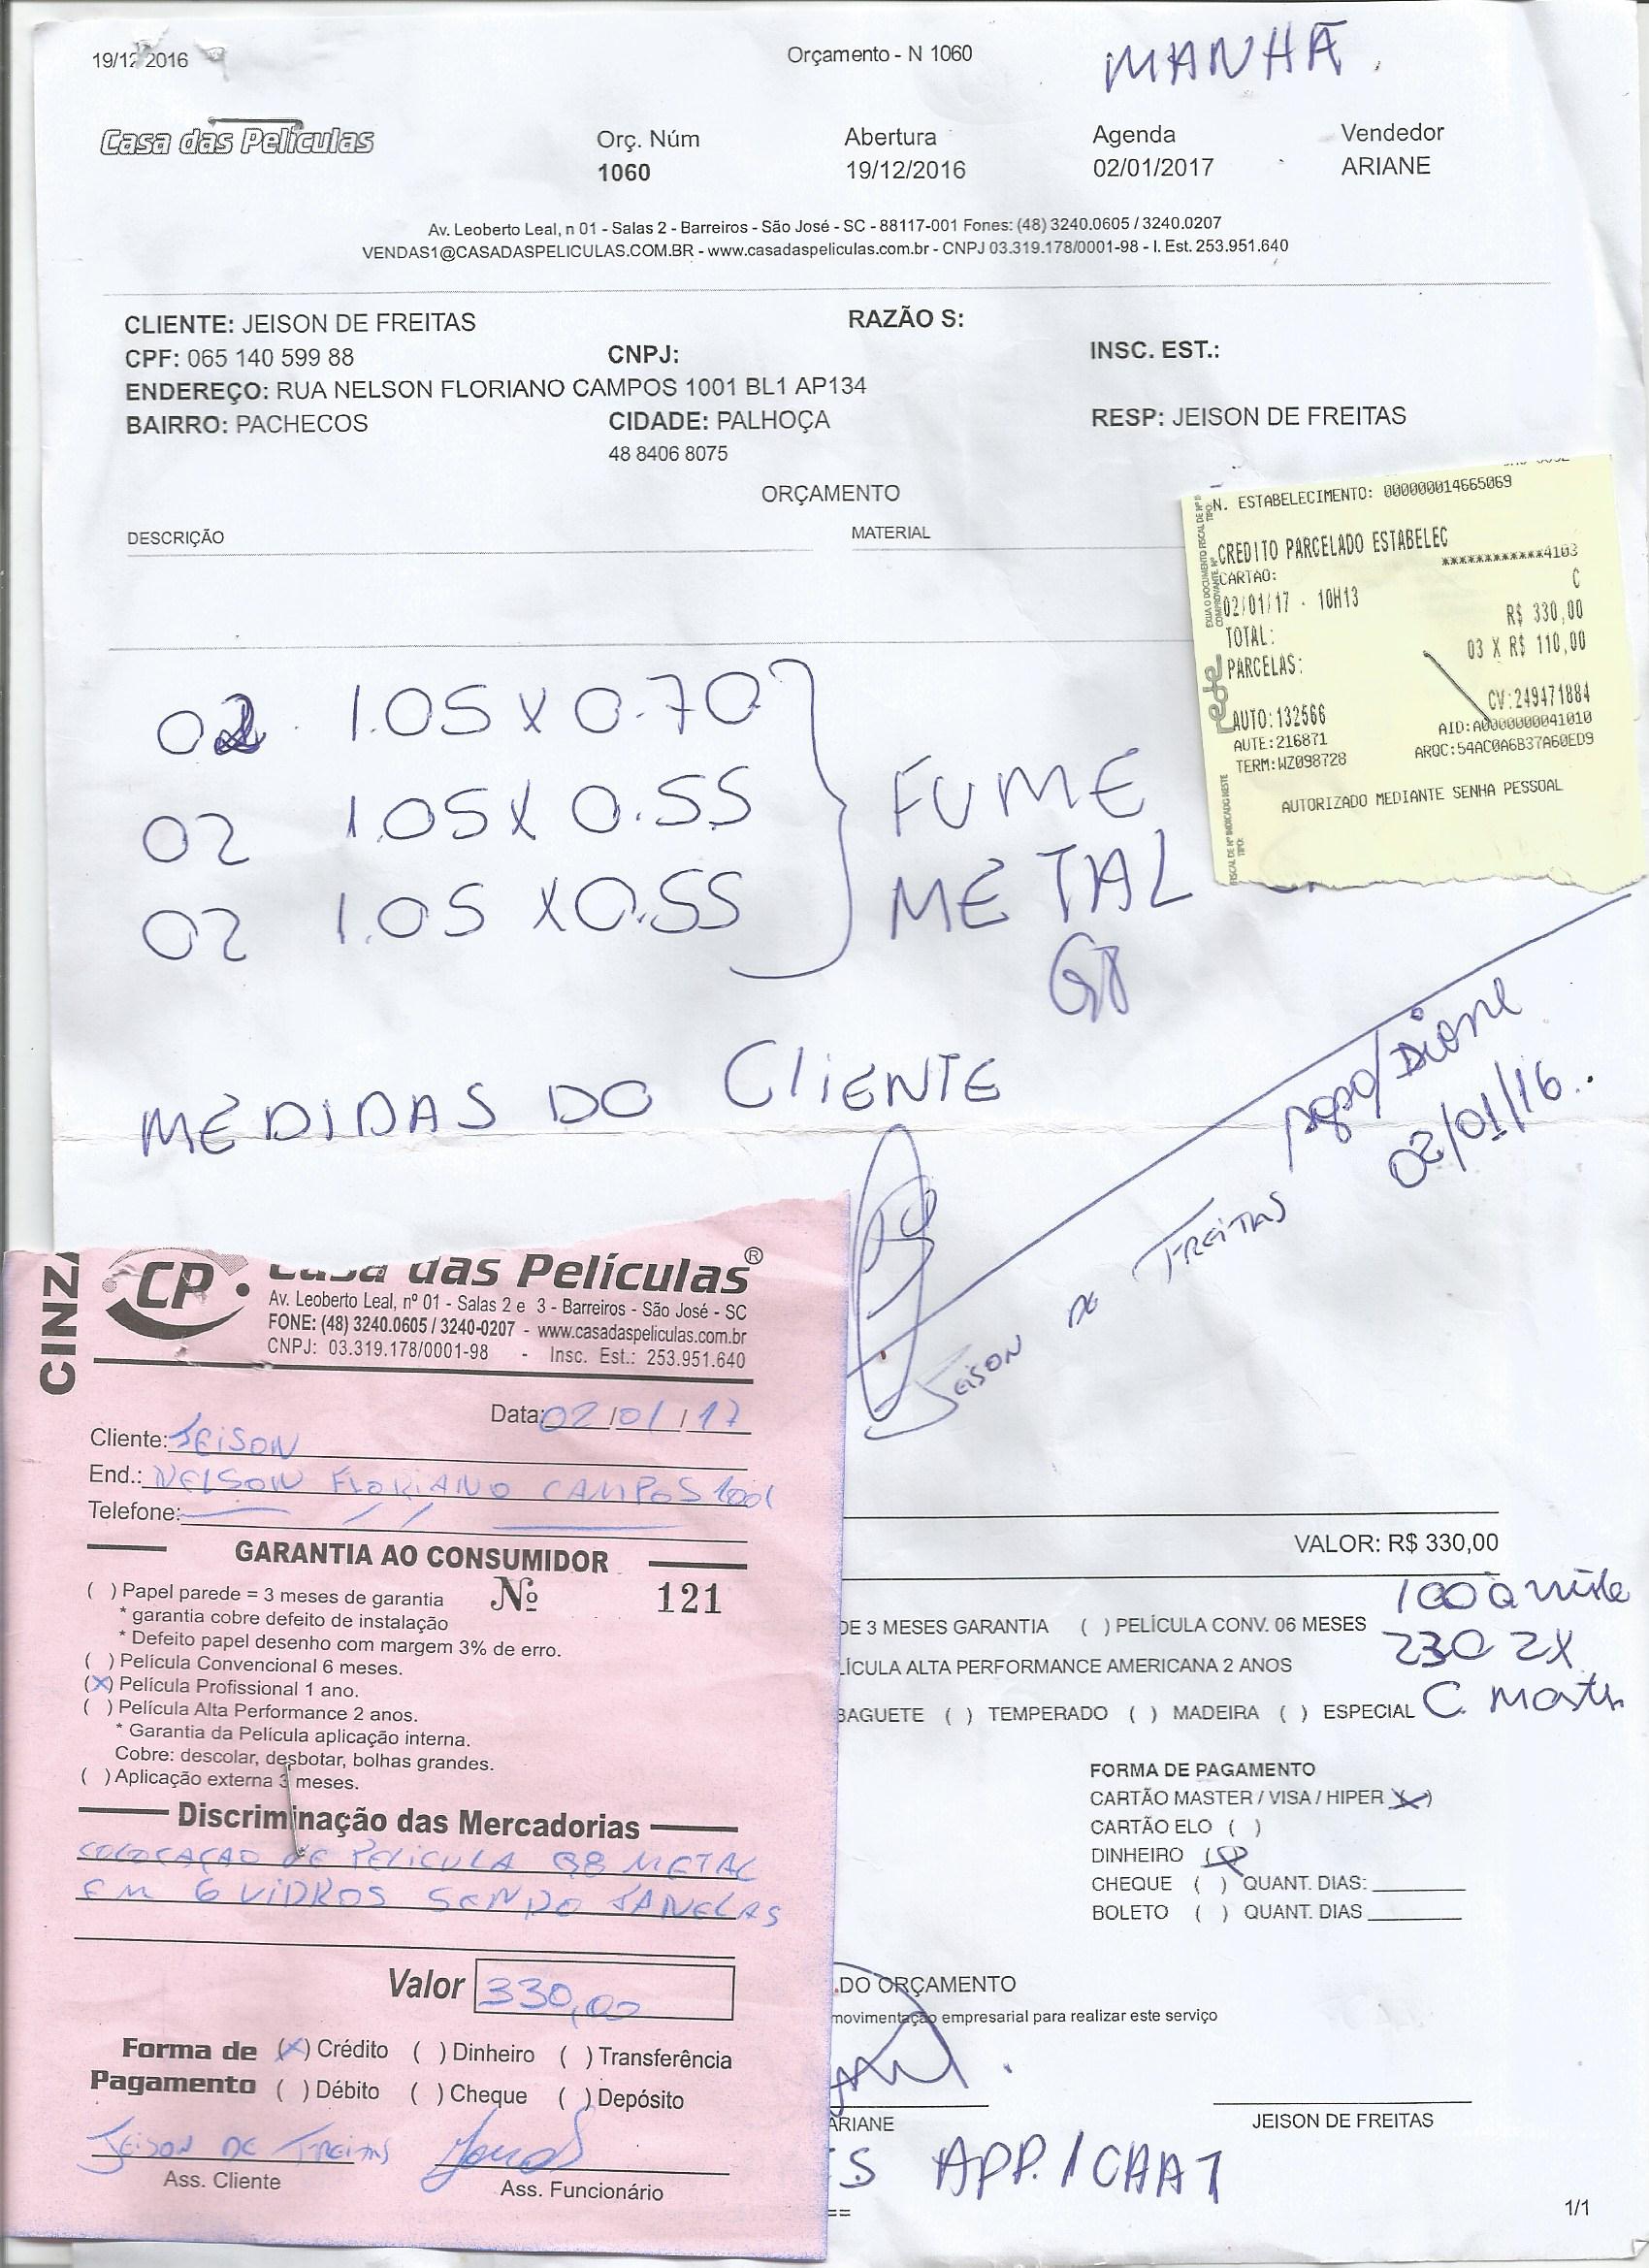 19/12/2016
Orçamento - N 1060
MANHÃ.
Casa das Películas
Orç. Núm
Abertura
Agenda
Vendedor
1060
19/12/2016
02/01/2017
ARIANE
Av. Leoberto Leal, n 01 - Salas 2 - Barreiros - São José - SC - 88117-001 Fones: (48) 3240.0605 / 3240.0207
VENDAS1@CASADASPELICULAS.COM.BR - www.casadaspeliculas.com.br - CNPJ 03.319.178/0001-98 - I. Est. 253.951.640
CLIENTE: JEISON DE FREITAS
RAZÃO S:
CPF: 065 140 599 88
CNPJ:
INSC. EST.:
ENDEREÇO: RUA NELSON FLORIANO CAMPOS 1001 BL1 AP134
BAIRRO: PACHECOS
CIDADE: PALHOÇA
RESP: JEISON DE FREITAS
48 8406 8075
ORÇAMENTO
DESCRIÇÃO
MATERIAL
N. ESTABELECIMENTO: 000000014665069
CREDITO PARCELADO ESTABELEC
CARTAO: ************4103
C
02/01/17 - 10H13
TOTAL: R$ 330,00
PARCELAS: 03 X R$ 110,00
rede
CV:249471884
AUTO:132566
AID:A0000000041010
AUTE:216871
ARQC:54AC0A6B37A60ED9
TERM:WZ098728
AUTORIZADO MEDIANTE SENHA PESSOAL
02 1.05 X 0.70
02 1.05 X 0.55
02 1.05 X 0.55
FUME
METAL
G8
MEDIDAS DO CLIENTE
/Dione
02/01/16..
JEISON DE FREITAS
CINZA
CP
Casa das Películas®
Av. Leoberto Leal, nº 01 - Salas 2 e 3 - Barreiros - São José - SC
FONE: (48) 3240.0605 / 3240-0207 - www.casadaspeliculas.com.br
CNPJ: 03.319.178/0001-98 - Insc. Est.: 253.951.640
Data: 02/01/17
Cliente: JEISON
End.: NELSON FLORIANO CAMPOS 1001
Telefone:
GARANTIA AO CONSUMIDOR
( ) Papel parede = 3 meses de garantia
Nº 121
* garantia cobre defeito de instalação
* Defeito papel desenho com margem 3% de erro.
( ) Película Convencional 6 meses.
(X) Película Profissional 1 ano.
( ) Película Alta Performance 2 anos.
* Garantia da Película aplicação interna.
Cobre: descolar, desbotar, bolhas grandes.
( ) Aplicação externa 3 meses.
Discriminação das Mercadorias
COLOCAÇAO DE PELICULA G8 METAL
EM 6 VIDROS SENDO JANELAS
Valor 330,00
Forma de Pagamento
(X) Crédito ( ) Dinheiro ( ) Transferência
( ) Débito ( ) Cheque ( ) Depósito
JEISON DE FREITAS
Ass. Cliente
Ass. Funcionário
VALOR: R$ 330,00
100 a
230 2X
C.
DE 3 MESES GARANTIA ( ) PELÍCULA CONV. 06 MESES
LÍCULA ALTA PERFORMANCE AMERICANA 2 ANOS
BAGUETE ( ) TEMPERADO ( ) MADEIRA ( ) ESPECIAL
FORMA DE PAGAMENTO
CARTÃO MASTER / VISA / HIPER (X)
CARTÃO ELO ( )
DINHEIRO (X)
CHEQUE ( ) QUANT. DIAS:
BOLETO ( ) QUANT. DIAS
DO ORÇAMENTO
movimentação empresarial para realizar este serviço
ARIANE
JEISON DE FREITAS
S APP.
==
1/1